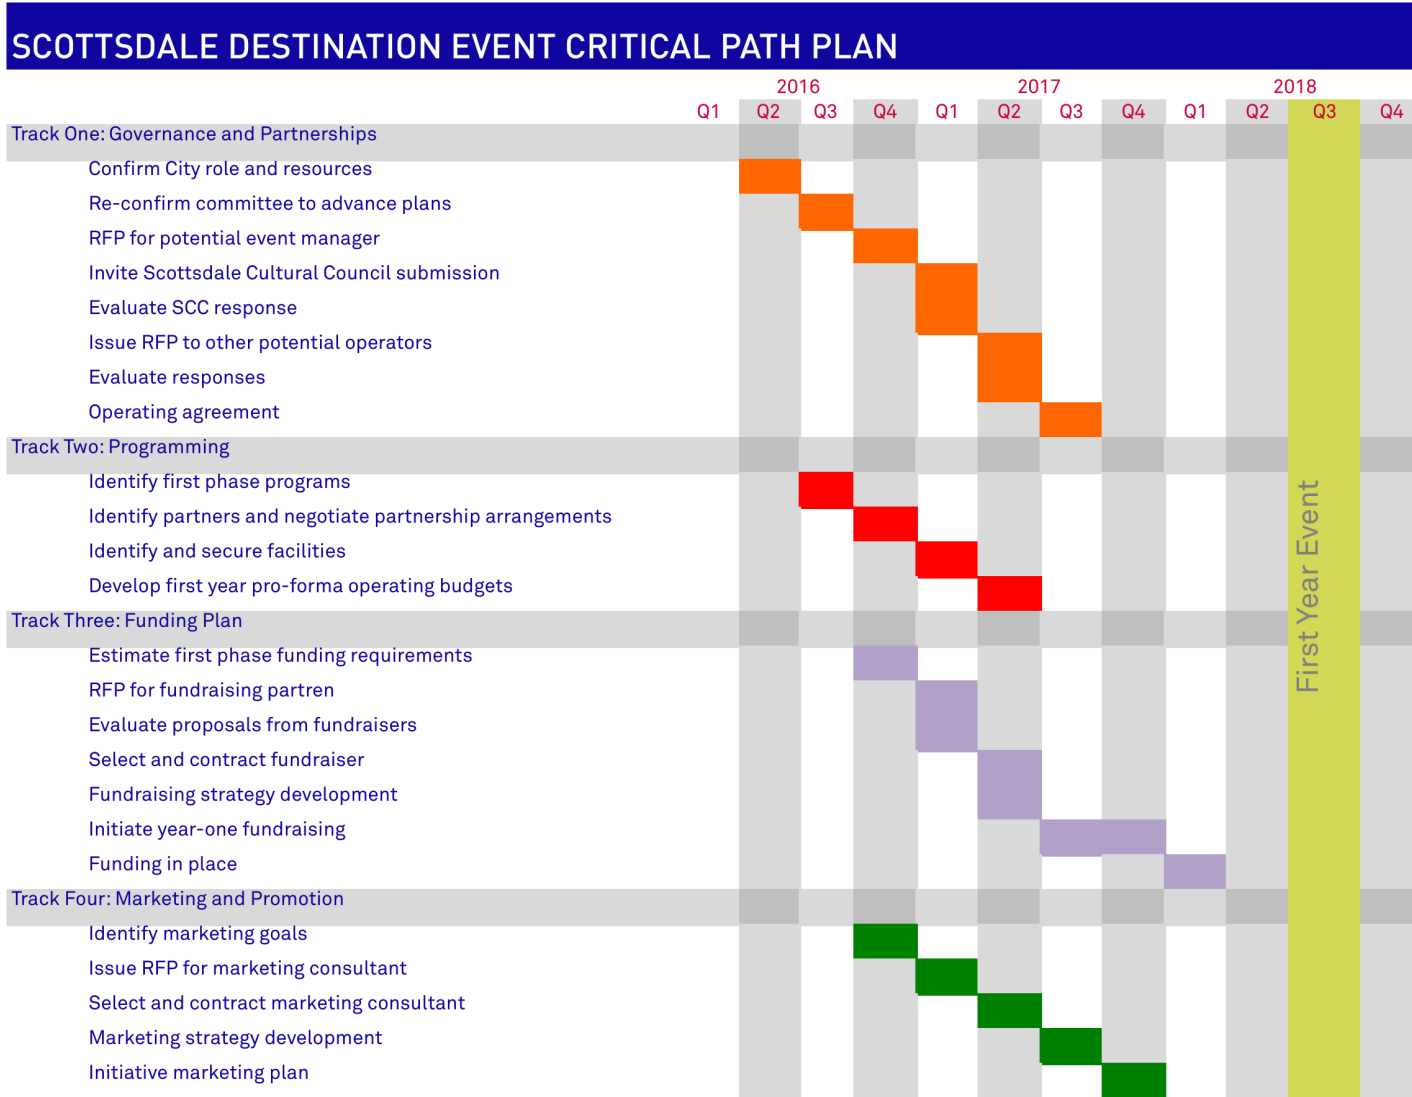 SCOTTSDALE DESTINATION EVENT CRITICAL PATH PLAN
2016 2017 2018
Q1 Q2 Q3 Q4 Q1 Q2 Q3 Q4 Q1 Q2 Q3 Q4
Track One: Governance and Partnerships
Confirm City role and resources
Re-confirm committee to advance plans
RFP for potential event manager
Invite Scottsdale Cultural Council submission
Evaluate SCC response
Issue RFP to other potential operators
Evaluate responses
Operating agreement
Track Two: Programming
Identify first phase programs
Identify partners and negotiate partnership arrangements
Identify and secure facilities
Develop first year pro-forma operating budgets
Track Three: Funding Plan
Estimate first phase funding requirements
RFP for fundraising partren
Evaluate proposals from fundraisers
Select and contract fundraiser
Fundraising strategy development
Initiate year-one fundraising
Funding in place
Track Four: Marketing and Promotion
Identify marketing goals
Issue RFP for marketing consultant
Select and contract marketing consultant
Marketing strategy development
Initiative marketing plan
First Year Event